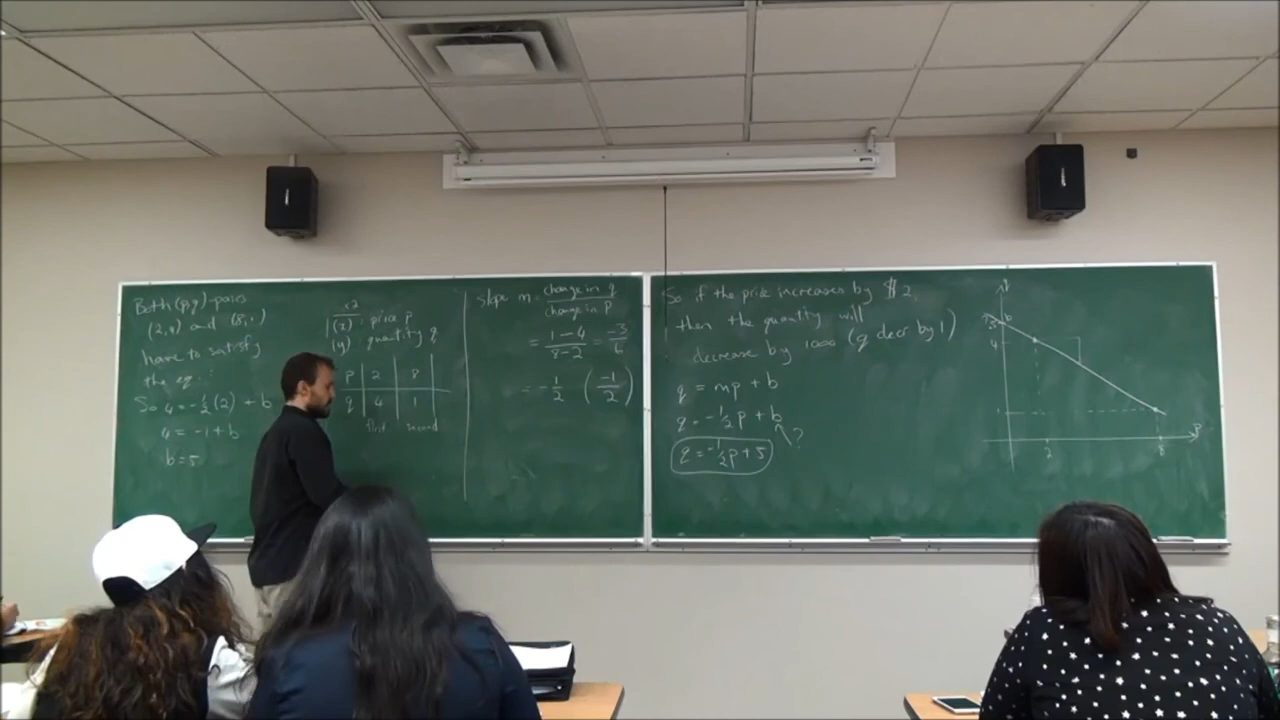 Both (p,q)-pairs
(2,4) and (8,1)
have to satisfy
the eq.:
So 4 = -1/2(2) + b
4 = -1 + b
b = 5
(x) : price p
(y) : quantity q
p | 2 | 8 |
q | 4 | 1 |
first second
slope m = change in q / change in p
= 1-4 / 8-2 = -3 / 6
= -1/2 (-1/2)
So if the price increases by $2,
then the quantity will
decrease by 1000 (q decr by 1)
q = mp + b
q = -1/2 p + b
?
q = -1/2 p + 5
q
5 b
4
1
2
8
p